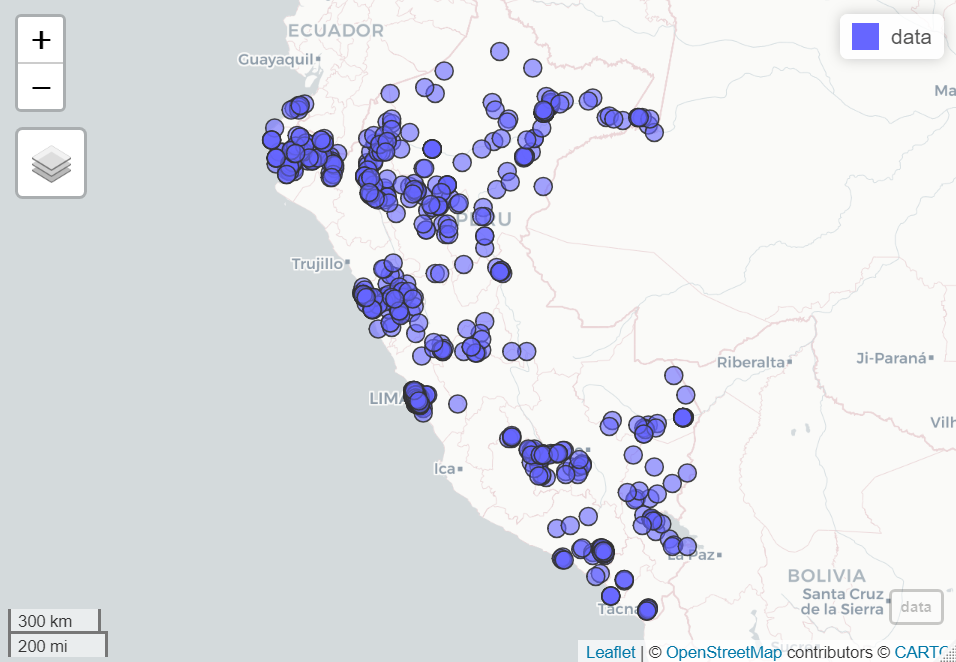 +
−
ECUADOR
Guayaquil
data
Ma
PERU
Trujillo
Riberalta
Ji-Paraná
LIMA
Vilh
Ica
La Paz
BOLIVIA
Santa Cruz
de la Sierra
data
Tacna
300 km
200 mi
Leaflet | © OpenStreetMap contributors © CARTO